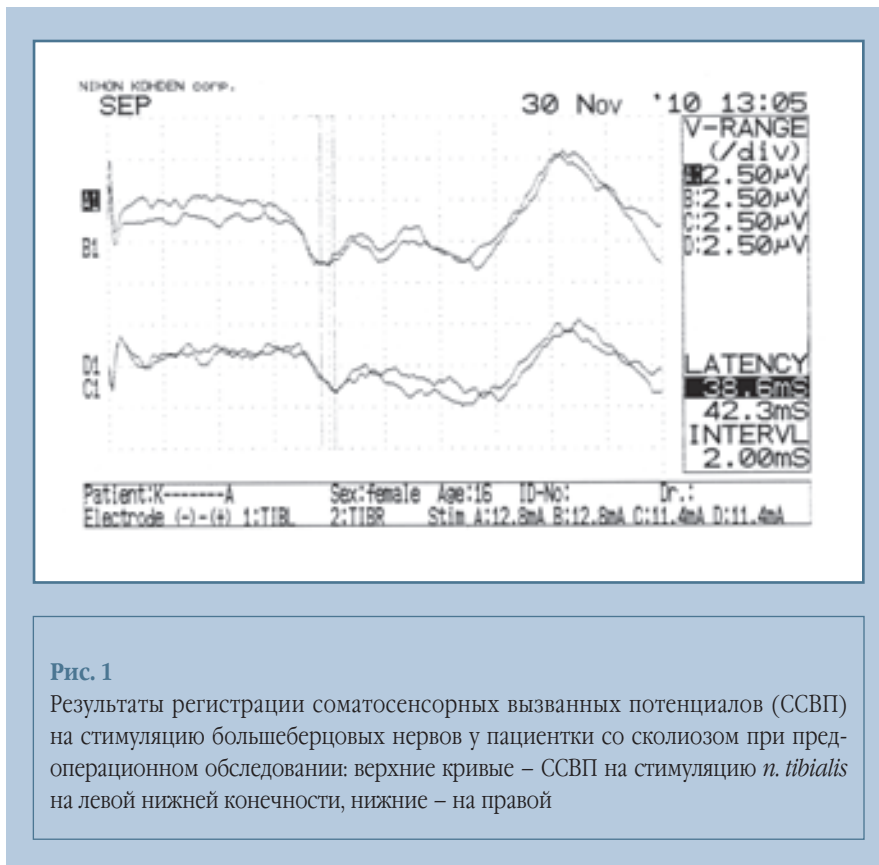 NIHON KOHDEN corp.
SEP 30 Nov '10 13:05
V-RANGE
(/div)
A:2.50μV
B:2.50μV
C:2.50μV
D:2.50μV
A1
B1
D1
C1
LATENCY
38.6mS
42.3mS
INTERVL
2.00mS
Patient:K-------A Sex:female Age:16 ID-No: Dr.:
Electrode (-)-(+) 1:TIBL 2:TIBR Stim A:12.8mA B:12.8mA C:11.4mA D:11.4mA
Рис. 1
Результаты регистрации соматосенсорных вызванных потенциалов (ССВП)
на стимуляцию большеберцовых нервов у пациентки со сколиозом при пред-
операционном обследовании: верхние кривые – ССВП на стимуляцию n. tibialis
на левой нижней конечности, нижние – на правой